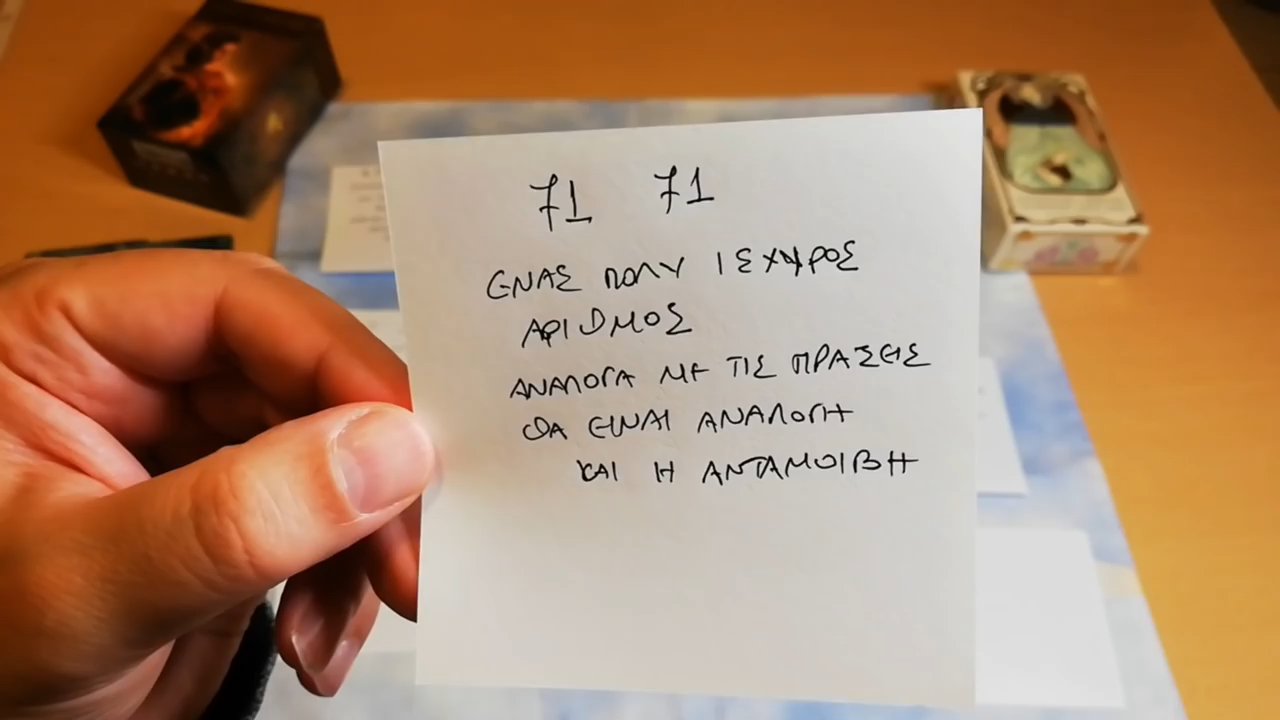 71 71
ΕΝΑΣ ΠΟΛΥ ΙΣΧΥΡΟΣ
ΑΡΙΘΜΟΣ
ΑΝΑΛΟΓΑ ΜΕ ΤΙΣ ΠΡΑΞΕΙΣ
ΘΑ ΕΙΝΑΙ ΑΝΑΛΟΓΗ
ΚΑΙ Η ΑΝΤΑΜΟΙΒΗ